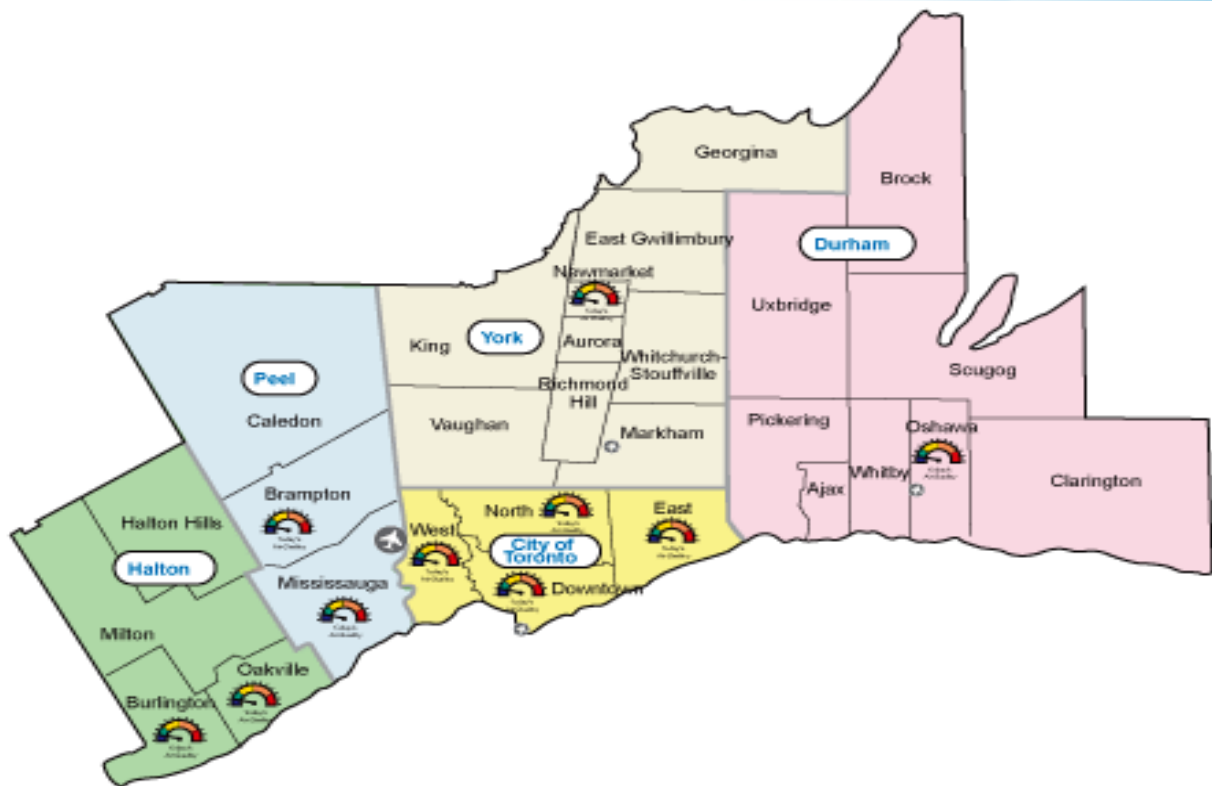 Georgina
Brock
East Gwillimbury
Durham
Newmarket
Uxbridge
King
York
Aurora
Whitchurch-
Stouffville
Scugog
Peel
Richmond
Hill
Caledon
Vaughan
Markham
Pickering
Oshawa
Whitby
Clarington
Ajax
Brampton
Halton Hills
North
East
West
City of
Toronto
Halton
Mississauga
Downtown
Milton
Oakville
Burlington